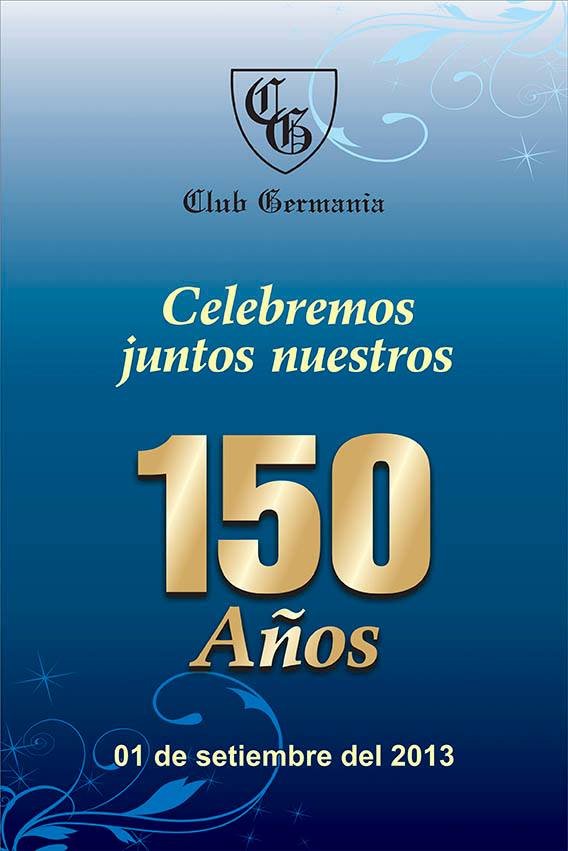 CG
Club Germania
Celebremos
juntos nuestros
150
Años
01 de setiembre del 2013